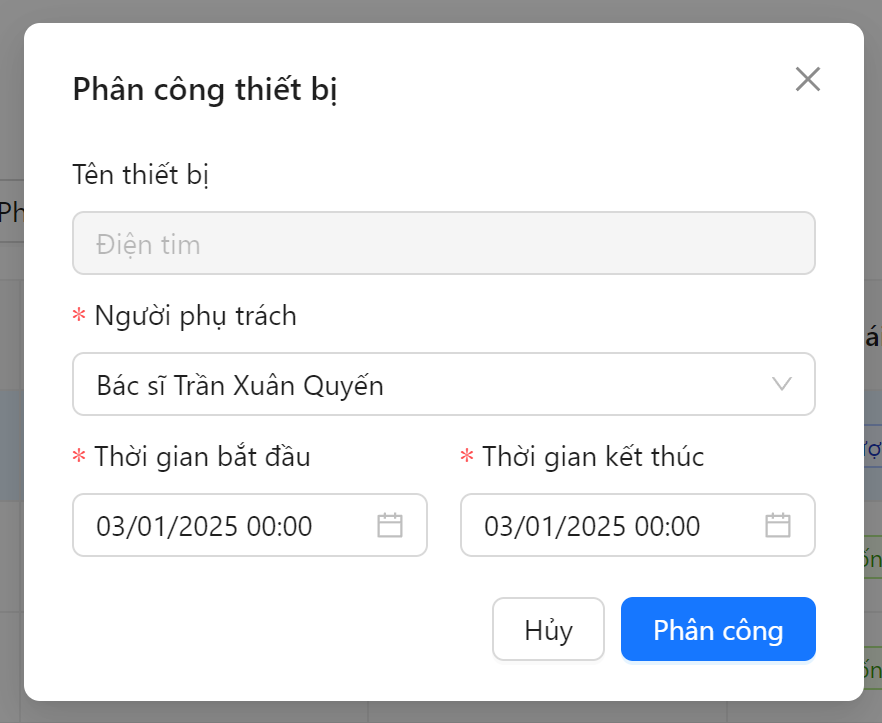 Phân công thiết bị
Tên thiết bị
Điện tim
* Người phụ trách
Bác sĩ Trần Xuân Quyến
* Thời gian bắt đầu
* Thời gian kết thúc
03/01/2025 00:00
03/01/2025 00:00
Hủy
Phân công